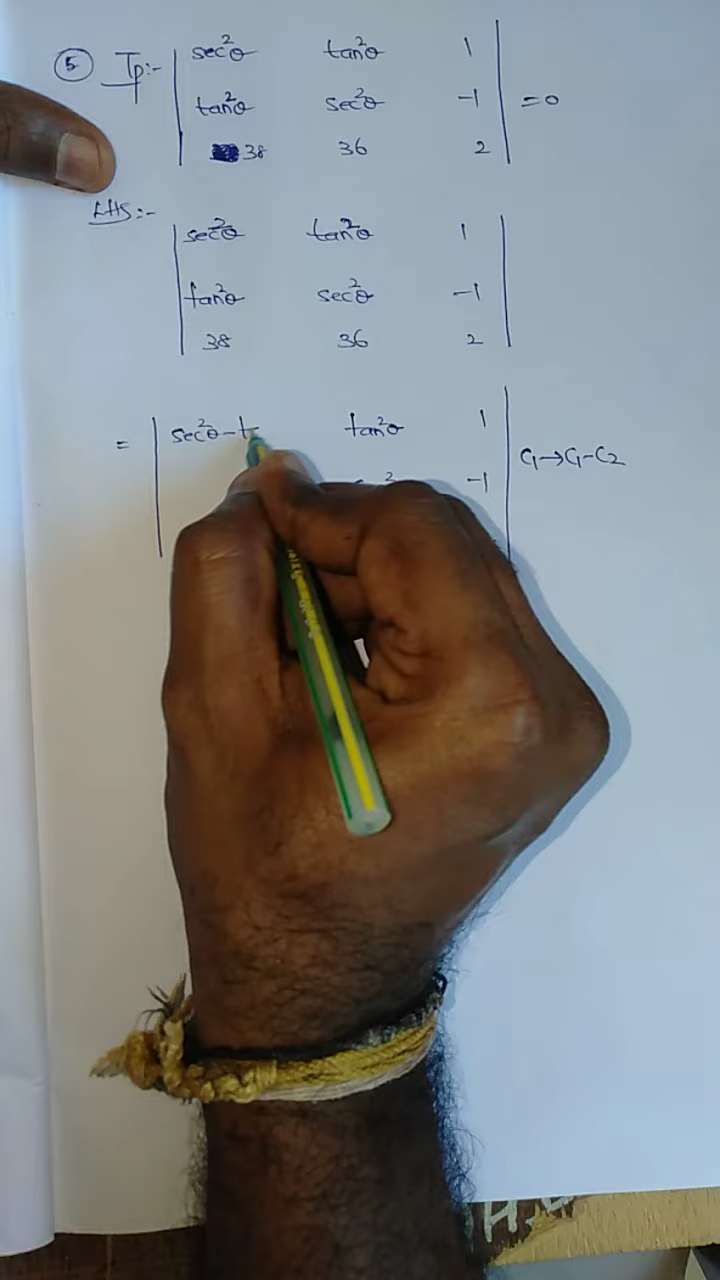 ⑤ Tp:- | sec²θ tan²θ 1 |
| tan²θ sec²θ -1 | =0
| 38 36 2 |
LHS:-
| sec²θ tan²θ 1 |
| tan²θ sec²θ -1 |
| 38 36 2 |
= | sec²θ-t tan²θ 1 | C₁→C₁-C₂
-1